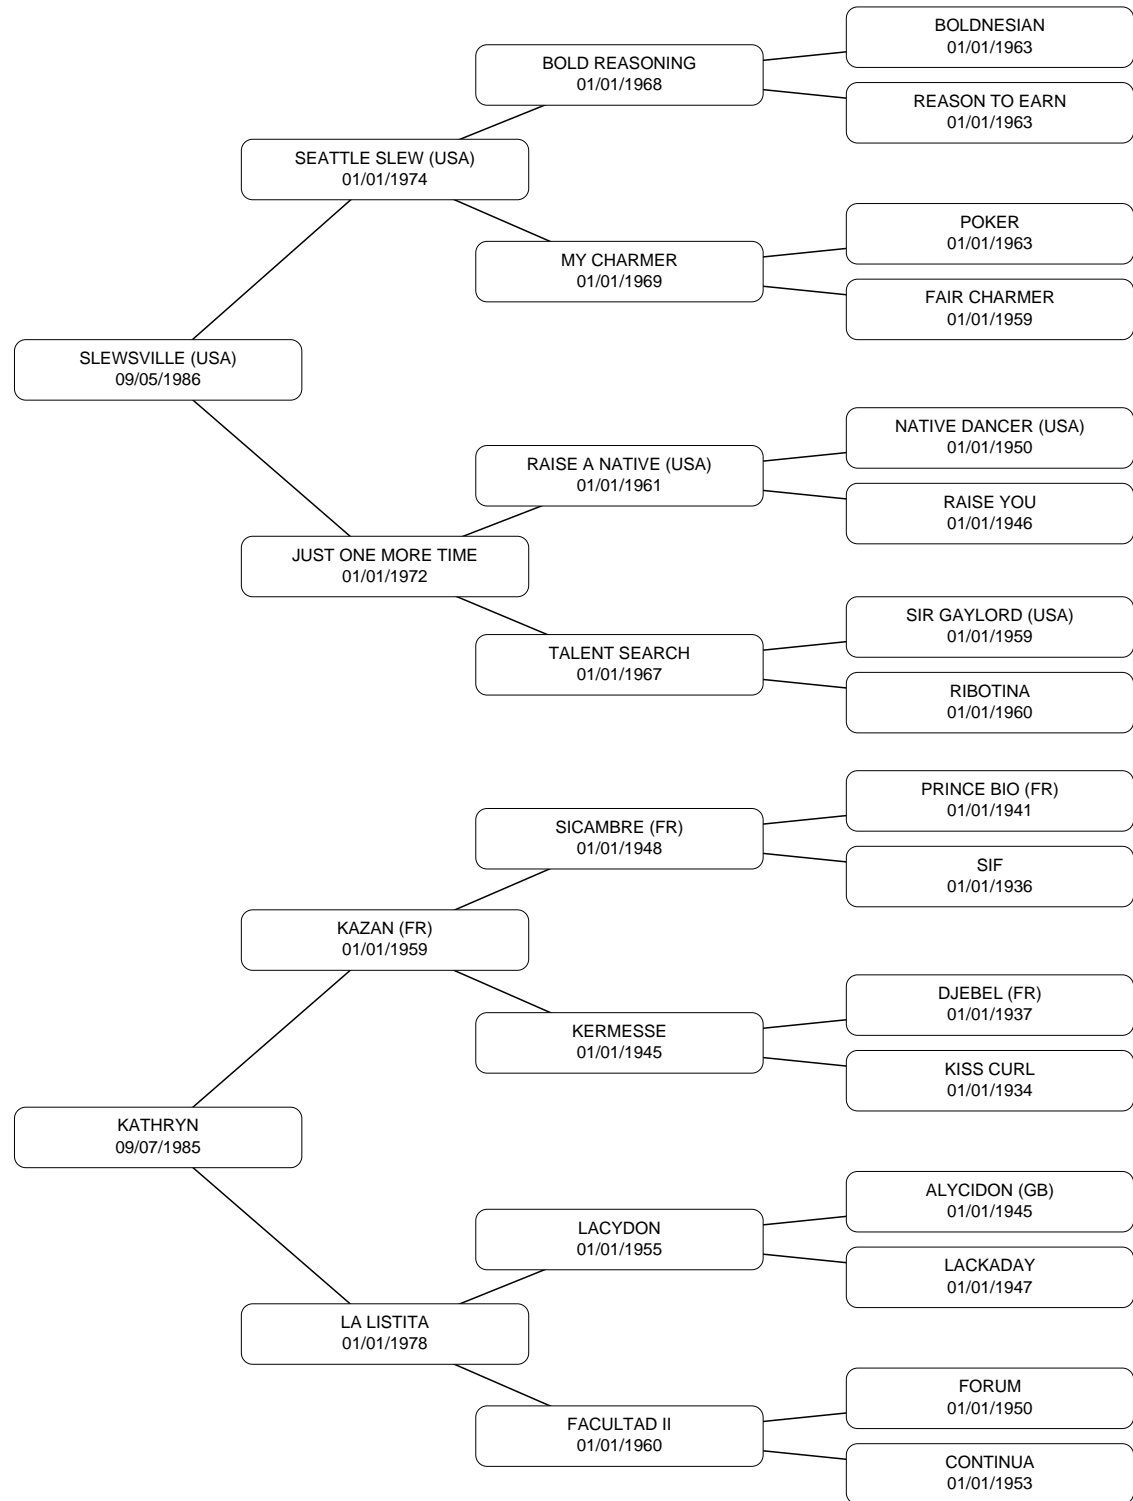 BOLDNESIAN
01/01/1963
BOLD REASONING
01/01/1968
REASON TO EARN
01/01/1963
SEATTLE SLEW (USA)
01/01/1974
POKER
01/01/1963
MY CHARMER
01/01/1969
FAIR CHARMER
01/01/1959
SLEWSVILLE (USA)
09/05/1986
NATIVE DANCER (USA)
01/01/1950
RAISE A NATIVE (USA)
01/01/1961
RAISE YOU
01/01/1946
JUST ONE MORE TIME
01/01/1972
SIR GAYLORD (USA)
01/01/1959
TALENT SEARCH
01/01/1967
RIBOTINA
01/01/1960
PRINCE BIO (FR)
01/01/1941
SICAMBRE (FR)
01/01/1948
SIF
01/01/1936
KAZAN (FR)
01/01/1959
DJEBEL (FR)
01/01/1937
KERMESSE
01/01/1945
KISS CURL
01/01/1934
KATHRYN
09/07/1985
ALYCIDON (GB)
01/01/1945
LACYDON
01/01/1955
LACKADAY
01/01/1947
LA LISTITA
01/01/1978
FORUM
01/01/1950
FACULTAD II
01/01/1960
CONTINUA
01/01/1953